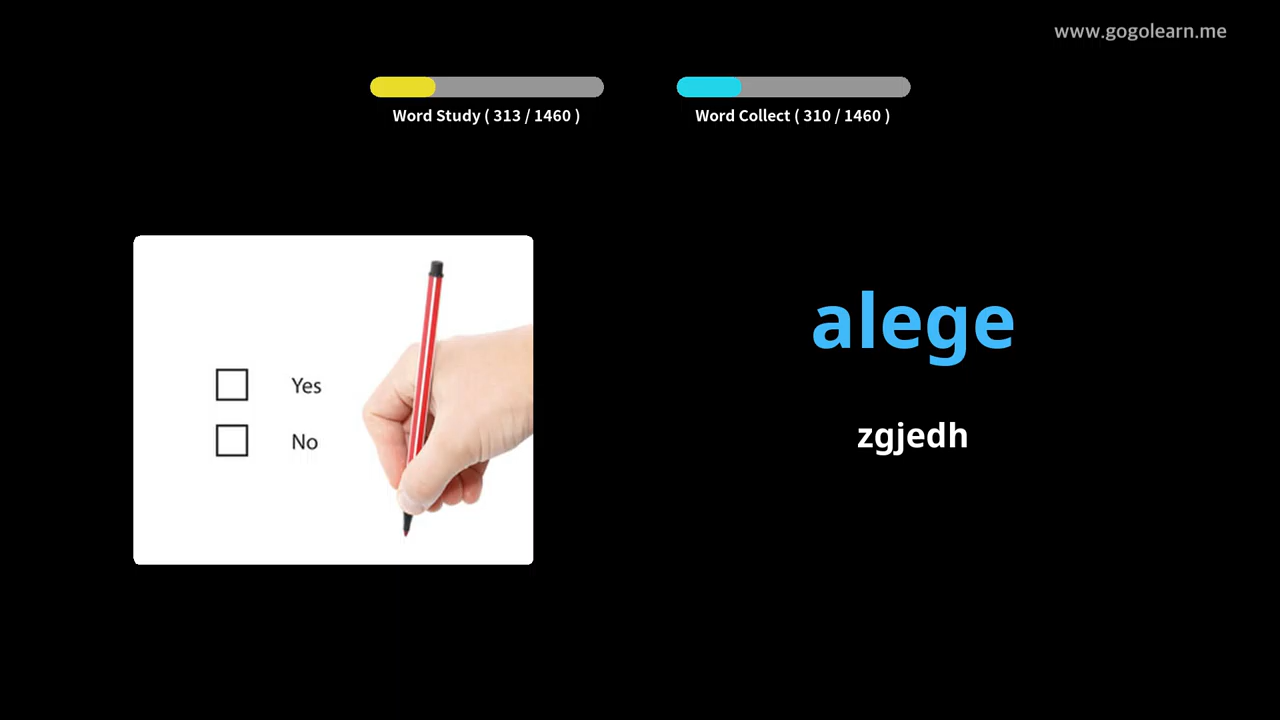 www.gogolearn.me
Word Study ( 313 / 1460 )
Word Collect ( 310 / 1460 )
Yes
No
alege
zgjedh